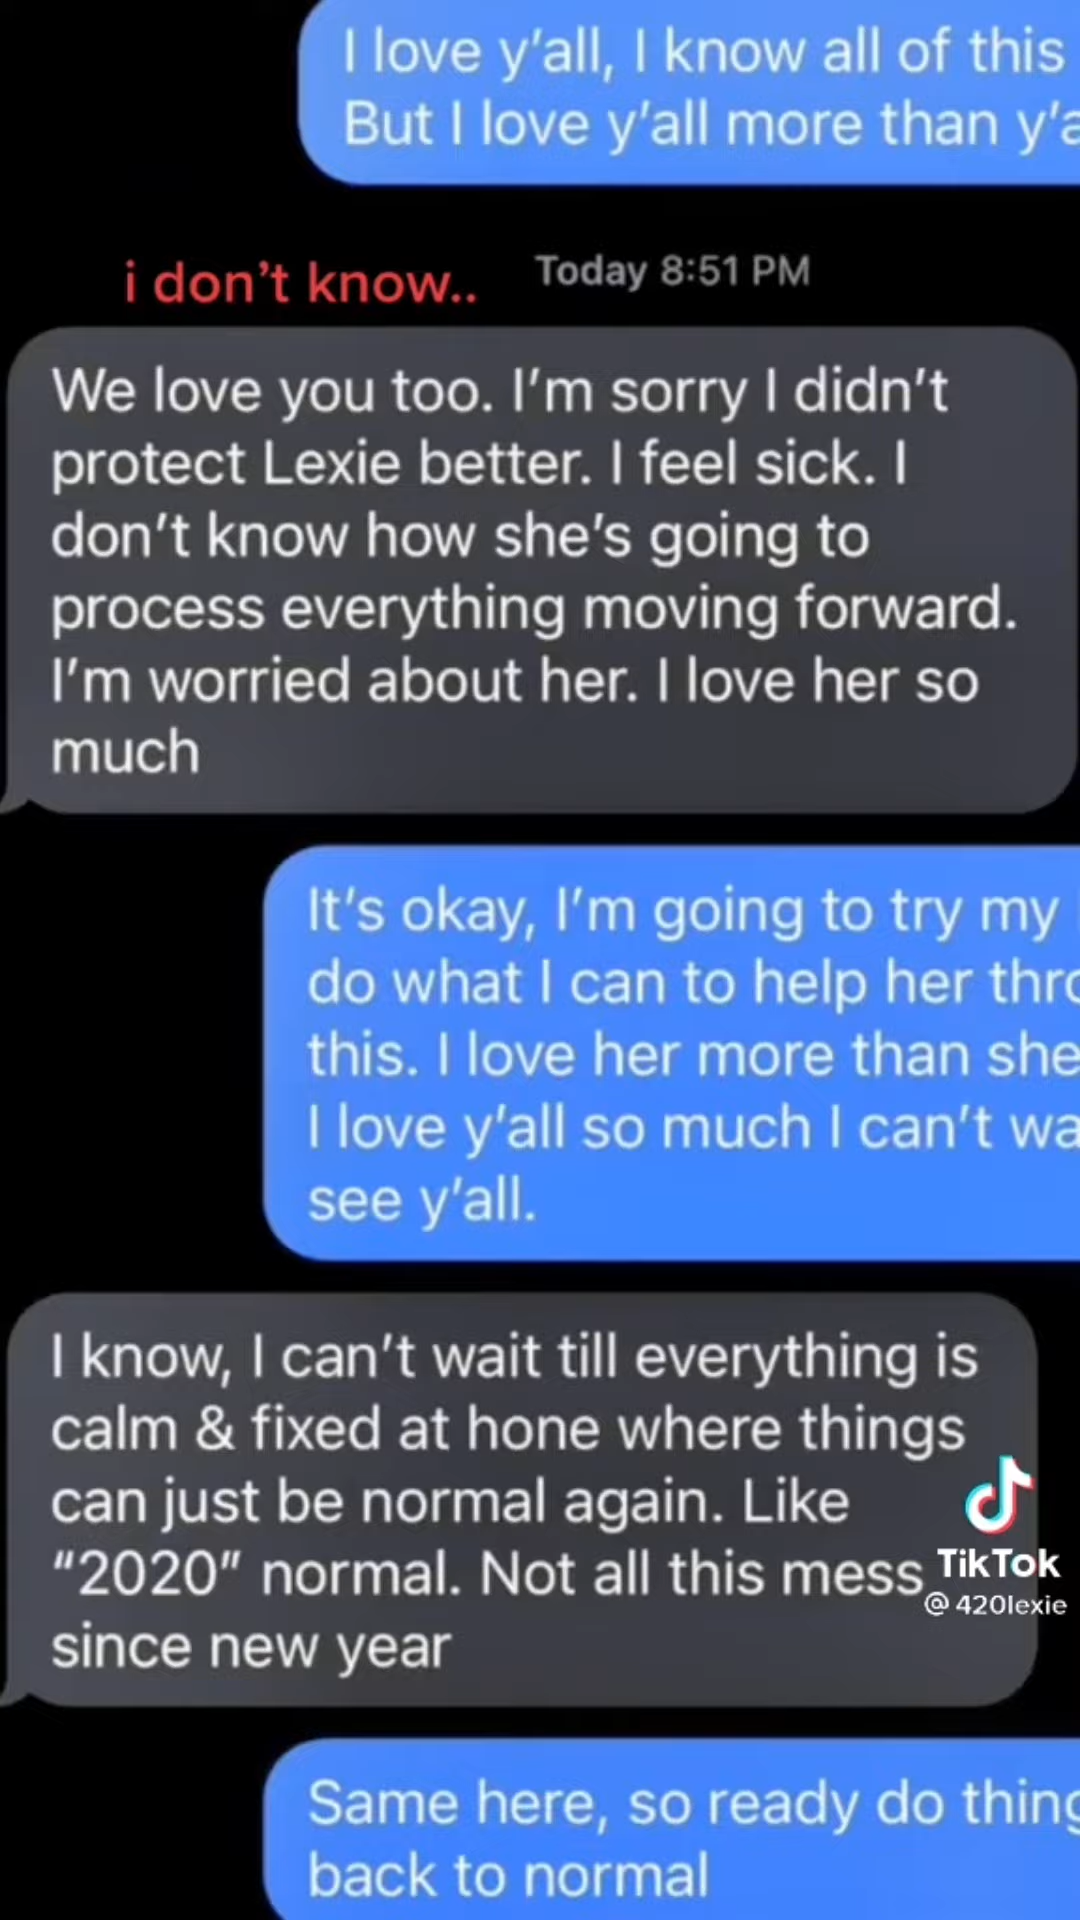 I love y’all, I know all of this
But I love y’all more than
i don’t know..
Today 8:51 PM
We love you too. I’m sorry I didn’t
protect Lexie better. I feel sick. I
don’t know how she’s going to
process everything moving forward.
I’m worried about her. I love her so
much
It’s okay, I’m going to try my
do what I can to help her
this. I love her more than she
I love y’all so much I can’t
see y’all.
I know, I can’t wait till everything is
calm & fixed at hone where things
can just be normal again. Like
“2020” normal. Not all this mess
since new year
TikTok
@420lexie
Same here, so ready do
back to normal